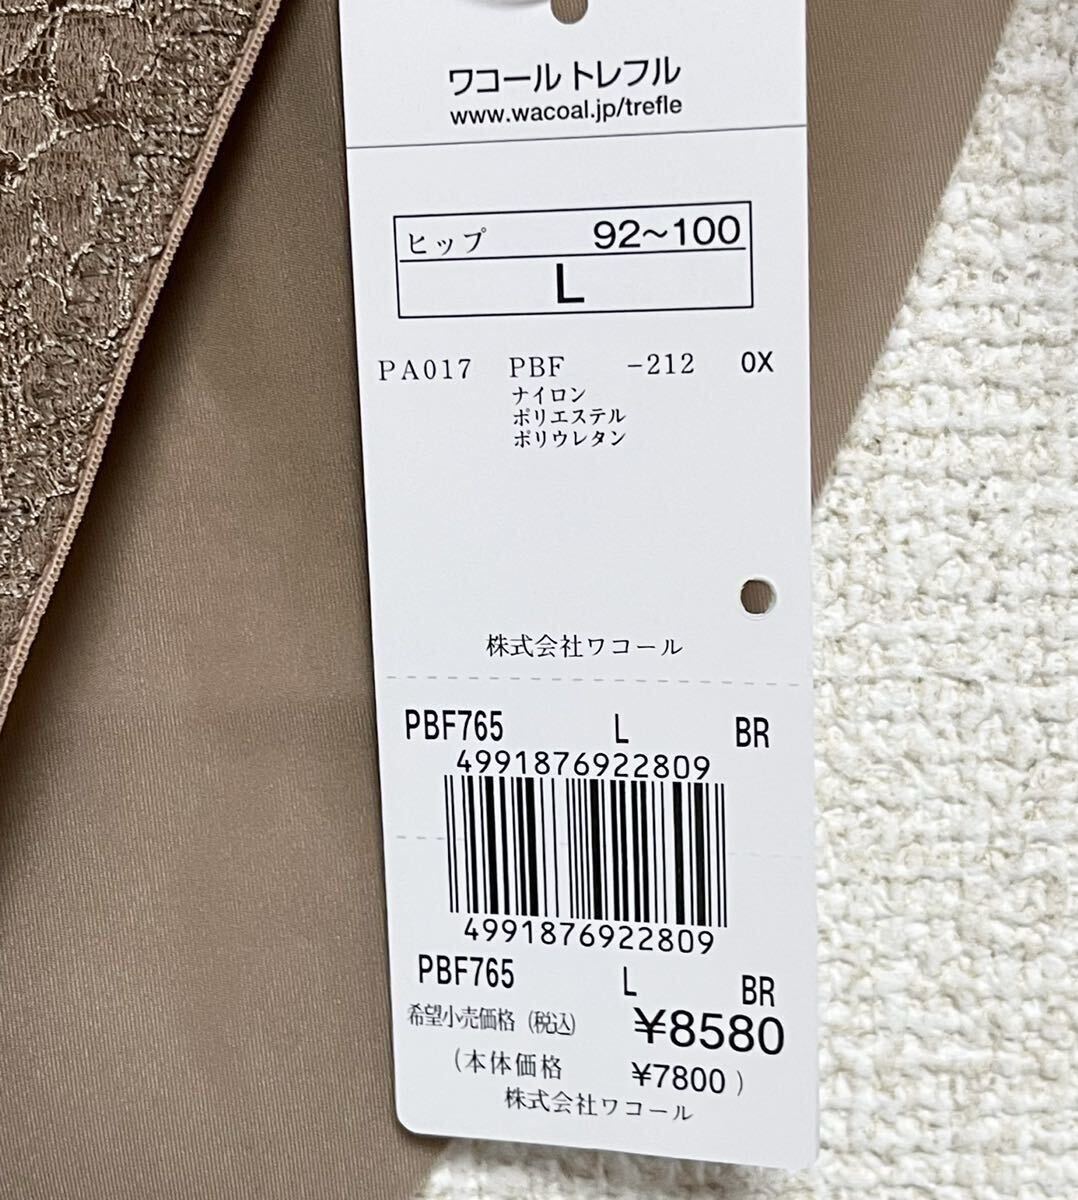 ワコール トレフル
www.wacoal.jp/trefle
ヒップ 92~100
L
PA017 PBF -212 OX
ナイロン
ポリエステル
ポリウレタン
株式会社ワコール
PBF765 L BR
4991876922809
4991876922809
PBF765 L BR
希望小売価格(税込) ¥8580
(本体価格 ¥7800)
株式会社ワコール